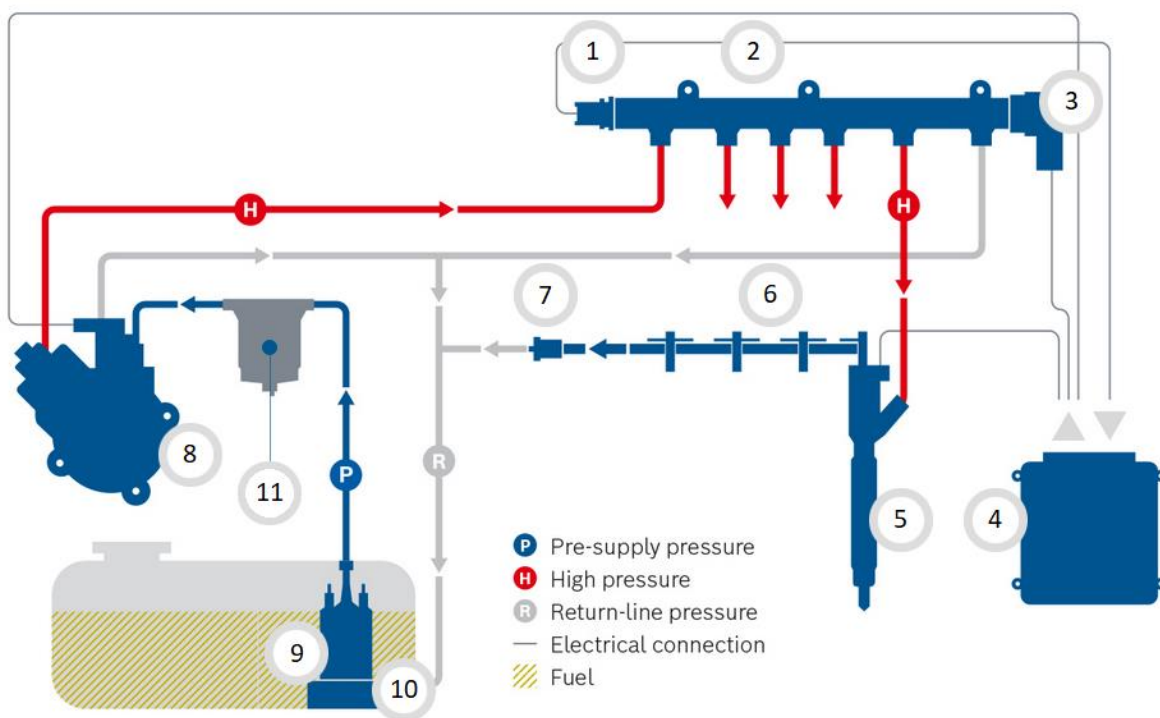 1
2
3
H
H
7
6
8
11
P
R
5
4
P Pre-supply pressure
H High pressure
R Return-line pressure
Electrical connection
Fuel
9
10